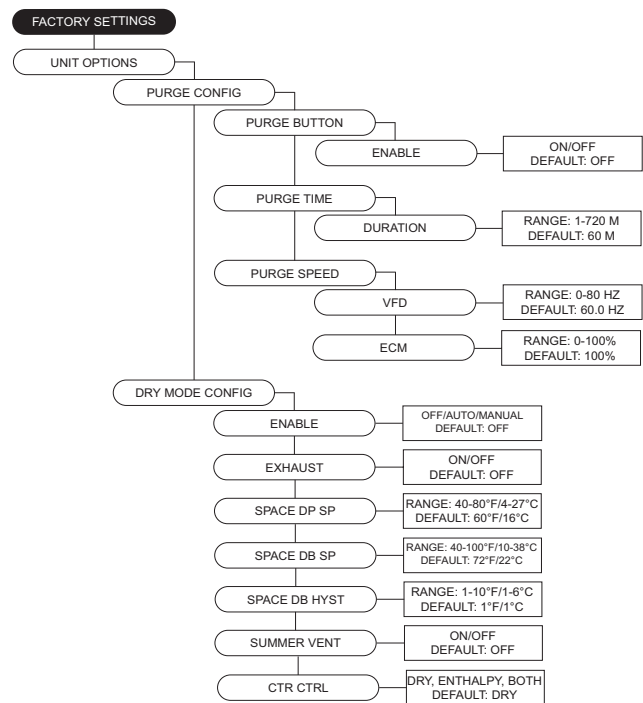 FACTORY SETTINGS
UNIT OPTIONS
PURGE CONFIG
PURGE BUTTON
ENABLE
ON/OFF
DEFAULT: OFF
PURGE TIME
DURATION
RANGE: 1-720 M
DEFAULT: 60 M
PURGE SPEED
VFD
RANGE: 0-80 HZ
DEFAULT: 60.0 HZ
ECM
RANGE: 0-100%
DEFAULT: 100%
DRY MODE CONFIG
ENABLE
OFF/AUTO/MANUAL
DEFAULT: OFF
EXHAUST
ON/OFF
DEFAULT: OFF
SPACE DP SP
RANGE: 40-80°F/4-27°C
DEFAULT: 60°F/16°C
SPACE DB SP
RANGE: 40-100°F/10-38°C
DEFAULT: 72°F/22°C
SPACE DB HYST
RANGE: 1-10°F/1-6°C
DEFAULT: 1°F/1°C
SUMMER VENT
ON/OFF
DEFAULT: OFF
CTR CTRL
DRY, ENTHALPY, BOTH
DEFAULT: DRY